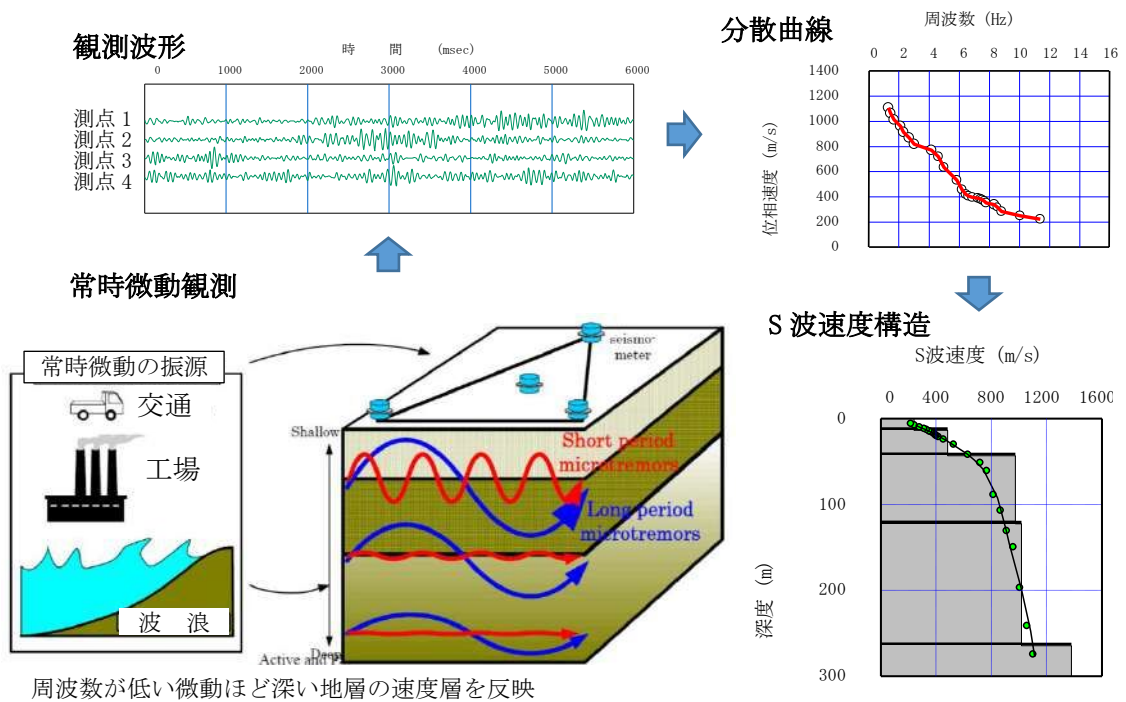 観測波形
時 間 (msec)
0 1000 2000 3000 4000 5000 6000
測点 1
測点 2
測点 3
測点 4
分散曲線
周波数 (Hz)
0 2 4 6 8 10 12 14 16
1400
1200
1000
800
600
400
200
0
位相速度 (m/s)
常時微動観測
常時微動の振源
交通
工場
波 浪
seismo-
meter
Shallow
Short period
microtremors
Long period
microtremors
Deep
Active and
周波数が低い微動ほど深い地層の速度層を反映
S 波速度構造
S波速度 (m/s)
0 400 800 1200 1600
0
100
200
300
深度 (m)